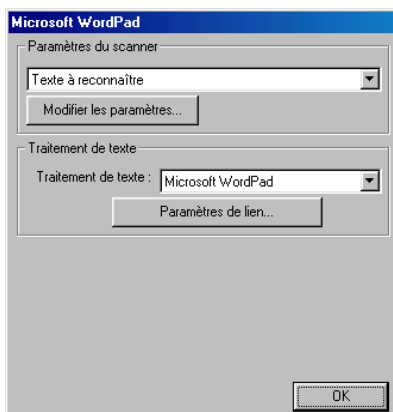 Microsoft WordPad
Paramètres du scanner
Texte à reconnaître
Modifier les paramètres...
Traitement de texte
Traitement de texte : Microsoft WordPad
Paramètres de lien...
OK